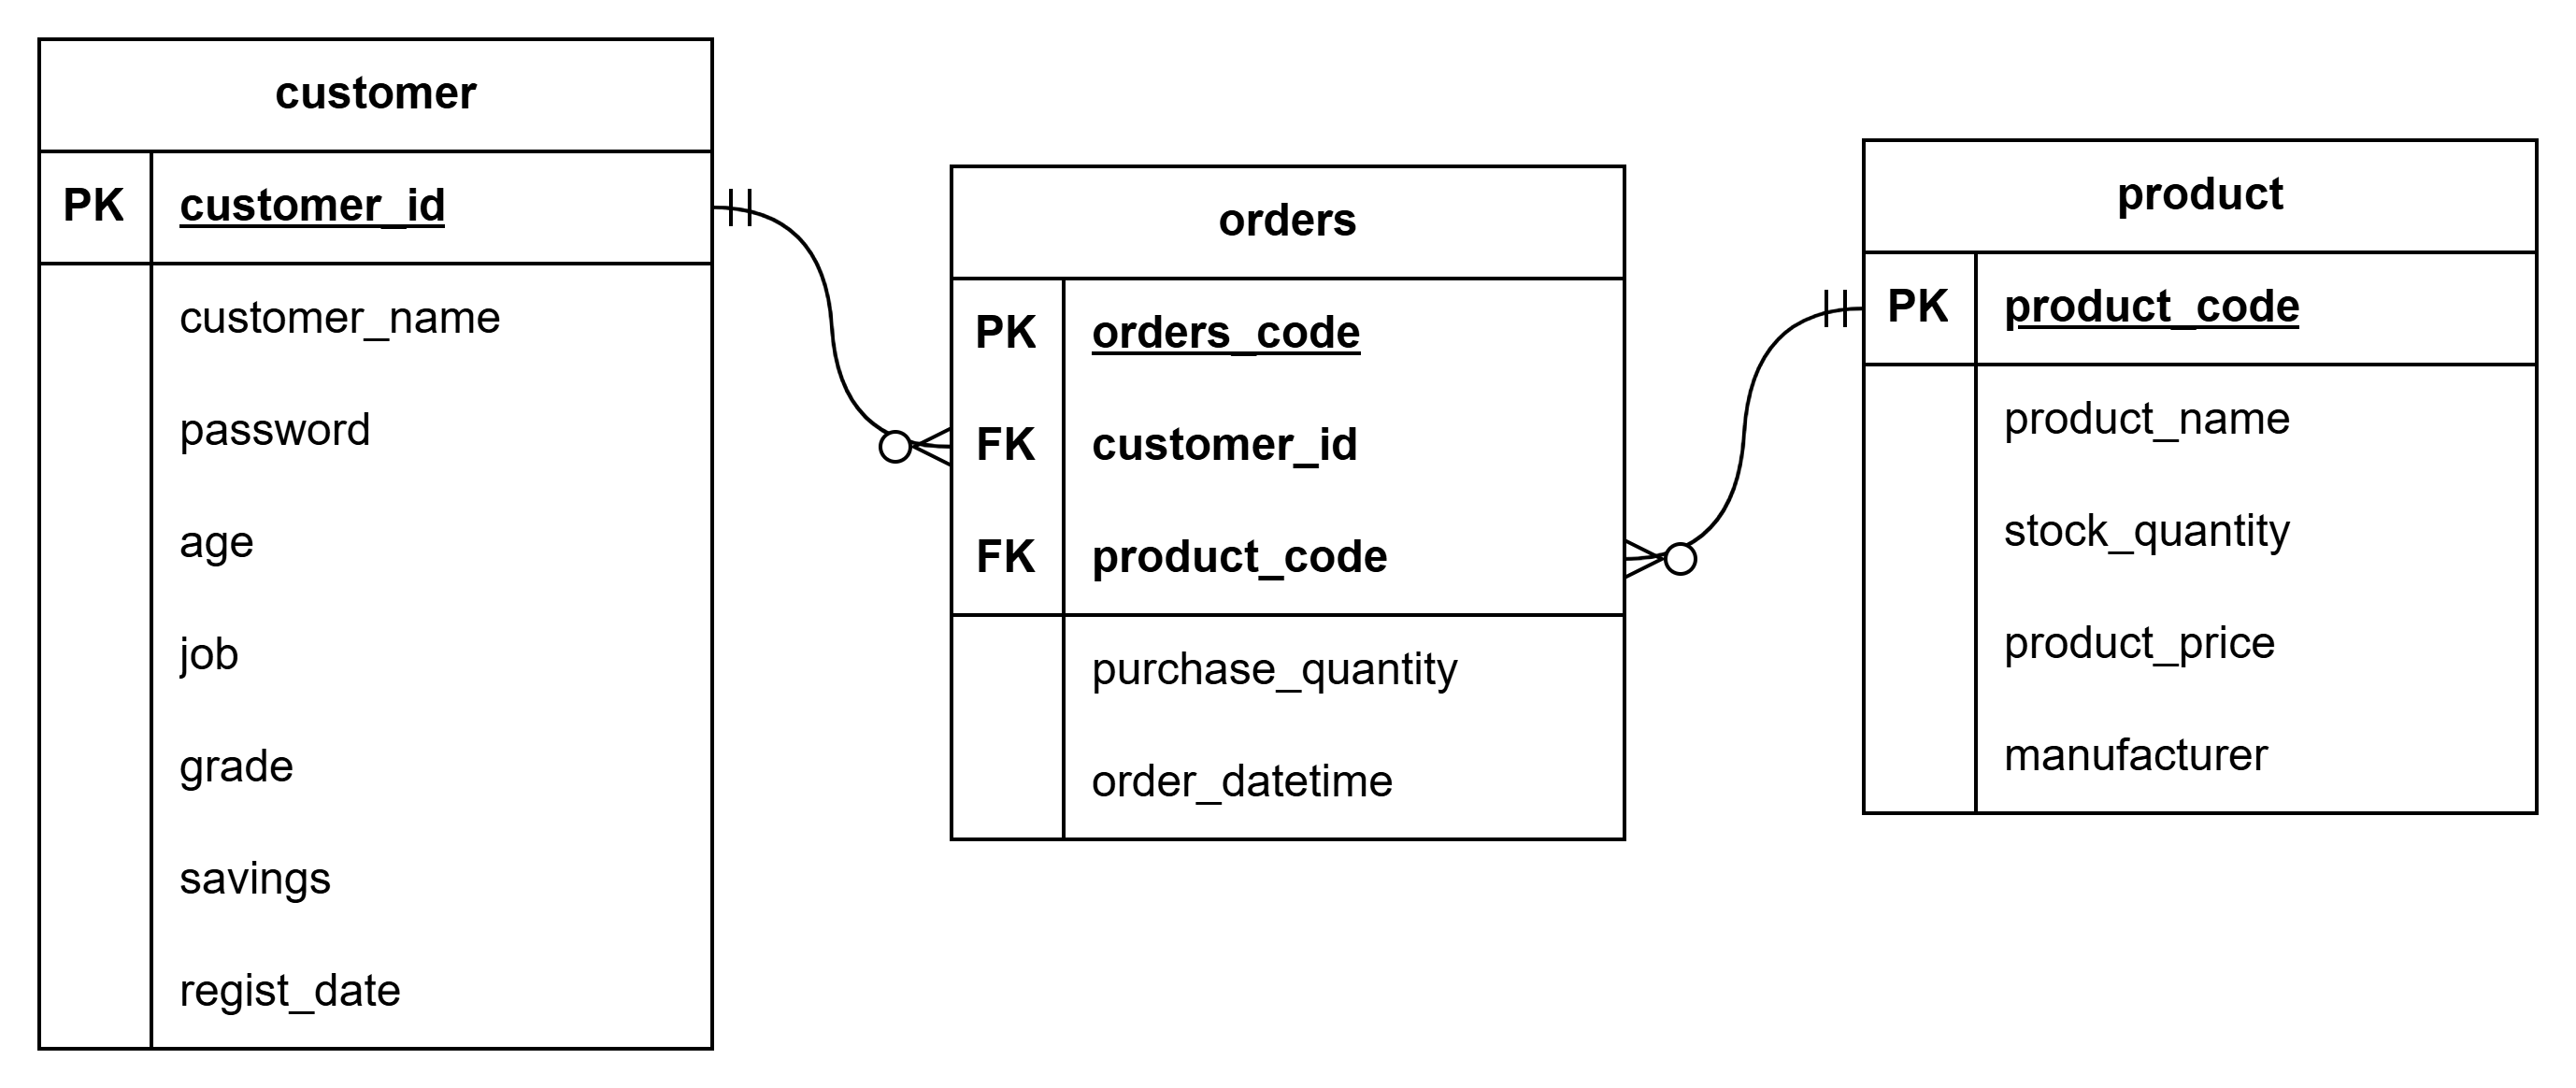 customer
PK customer_id
customer_name
password
age
job
grade
savings
regist_date
orders
PK orders_code
FK customer_id
FK product_code
purchase_quantity
order_datetime
product
PK product_code
product_name
stock_quantity
product_price
manufacturer